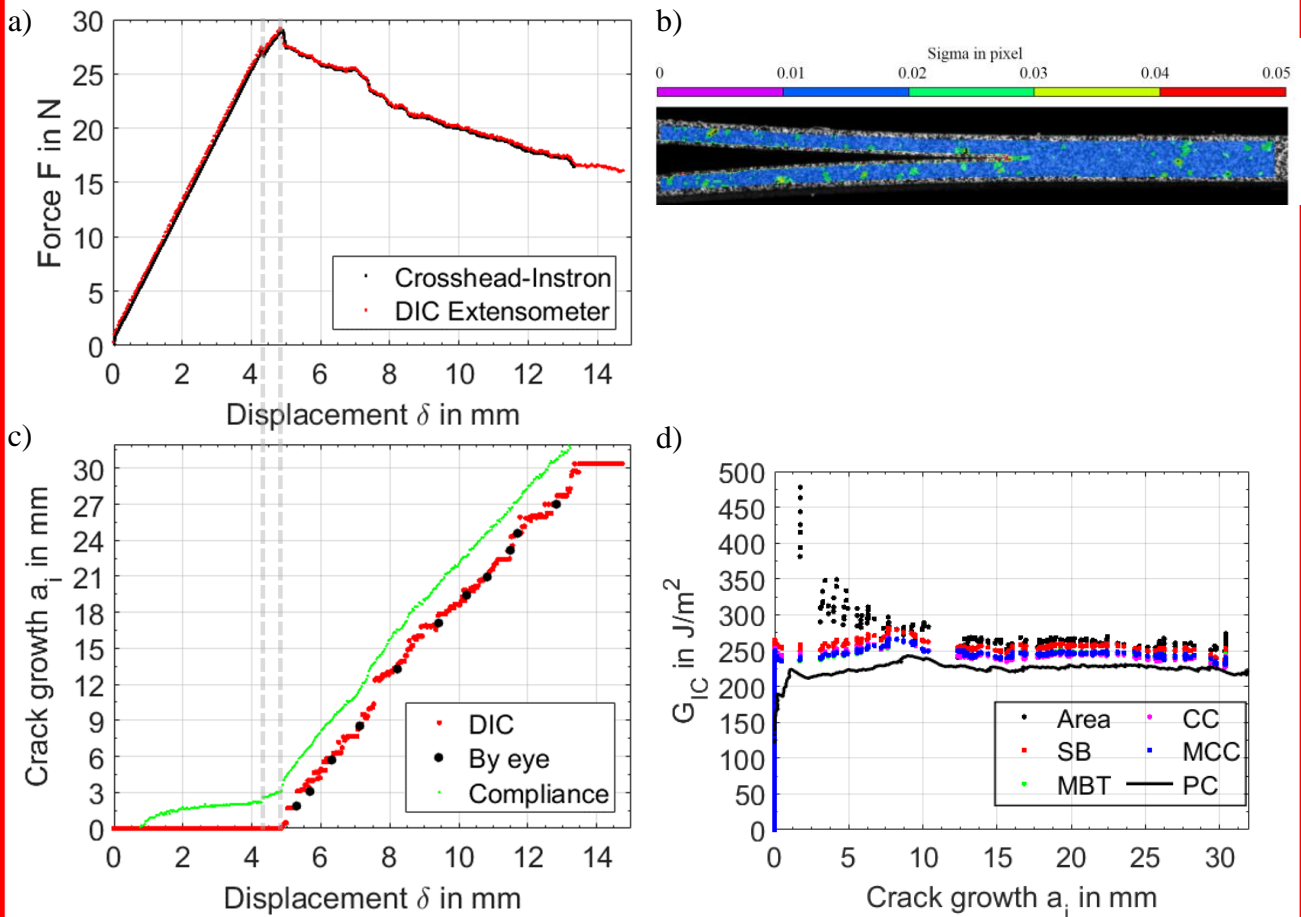 a)
30
25
20
15
10
5
0
Force F in N
Crosshead-Instron
DIC Extensometer
0 2 4 6 8 10 12 14
Displacement δ in mm
b)
Sigma in pixel
0 0.01 0.02 0.03 0.04 0.05
c)
30
27
24
21
18
15
12
9
6
3
0
Crack growth a_i in mm
DIC
By eye
Compliance
0 2 4 6 8 10 12 14
Displacement δ in mm
d)
500
450
400
350
300
250
200
150
100
50
0
G_IC in J/m²
Area CC
SB MCC
MBT PC
0 5 10 15 20 25 30
Crack growth a_i in mm